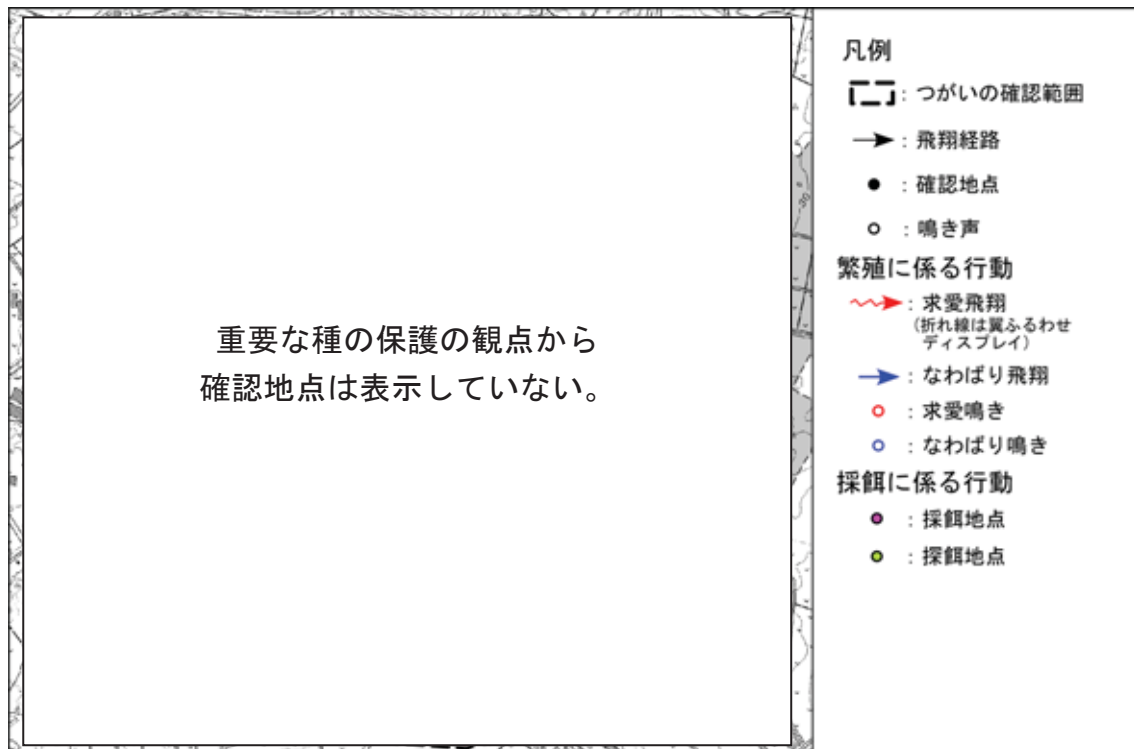 重要な種の保護の観点から
確認地点は表示していない。
凡例
：つがいの確認範囲
：飛翔経路
：確認地点
：鳴き声
繁殖に係る行動
：求愛飛翔
（折れ線は翼ふるわせ
ディスプレイ）
：なわばり飛翔
：求愛鳴き
：なわばり鳴き
採餌に係る行動
：採餌地点
：探餌地点